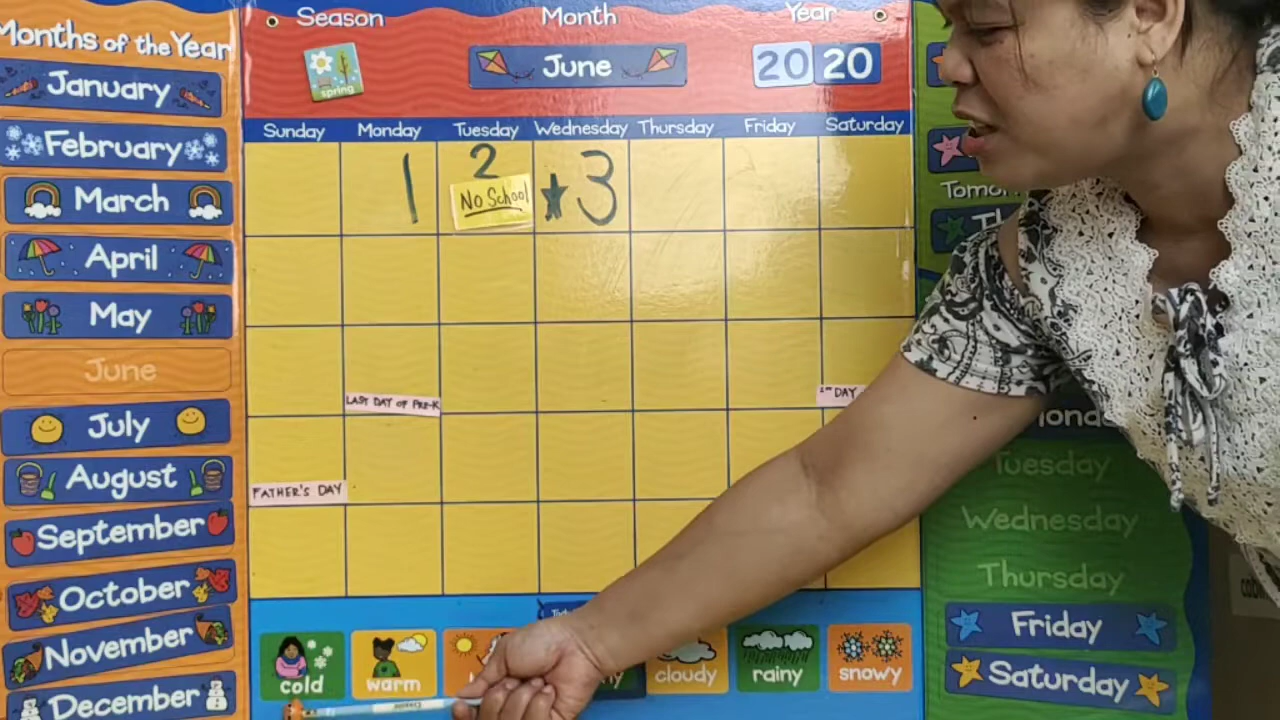 Months of the Year
January
February
March
April
May
June
July
August
September
October
November
December
Season
Month
Year
spring
June
20 20
Sunday Monday Tuesday Wednesday Thursday Friday Saturday
1 2 3
No School
LAST DAY OF PRE-K
DAY
FATHER'S DAY
cold
warm
cloudy
rainy
snowy
Tuesday
Wednesday
Thursday
Friday
Saturday